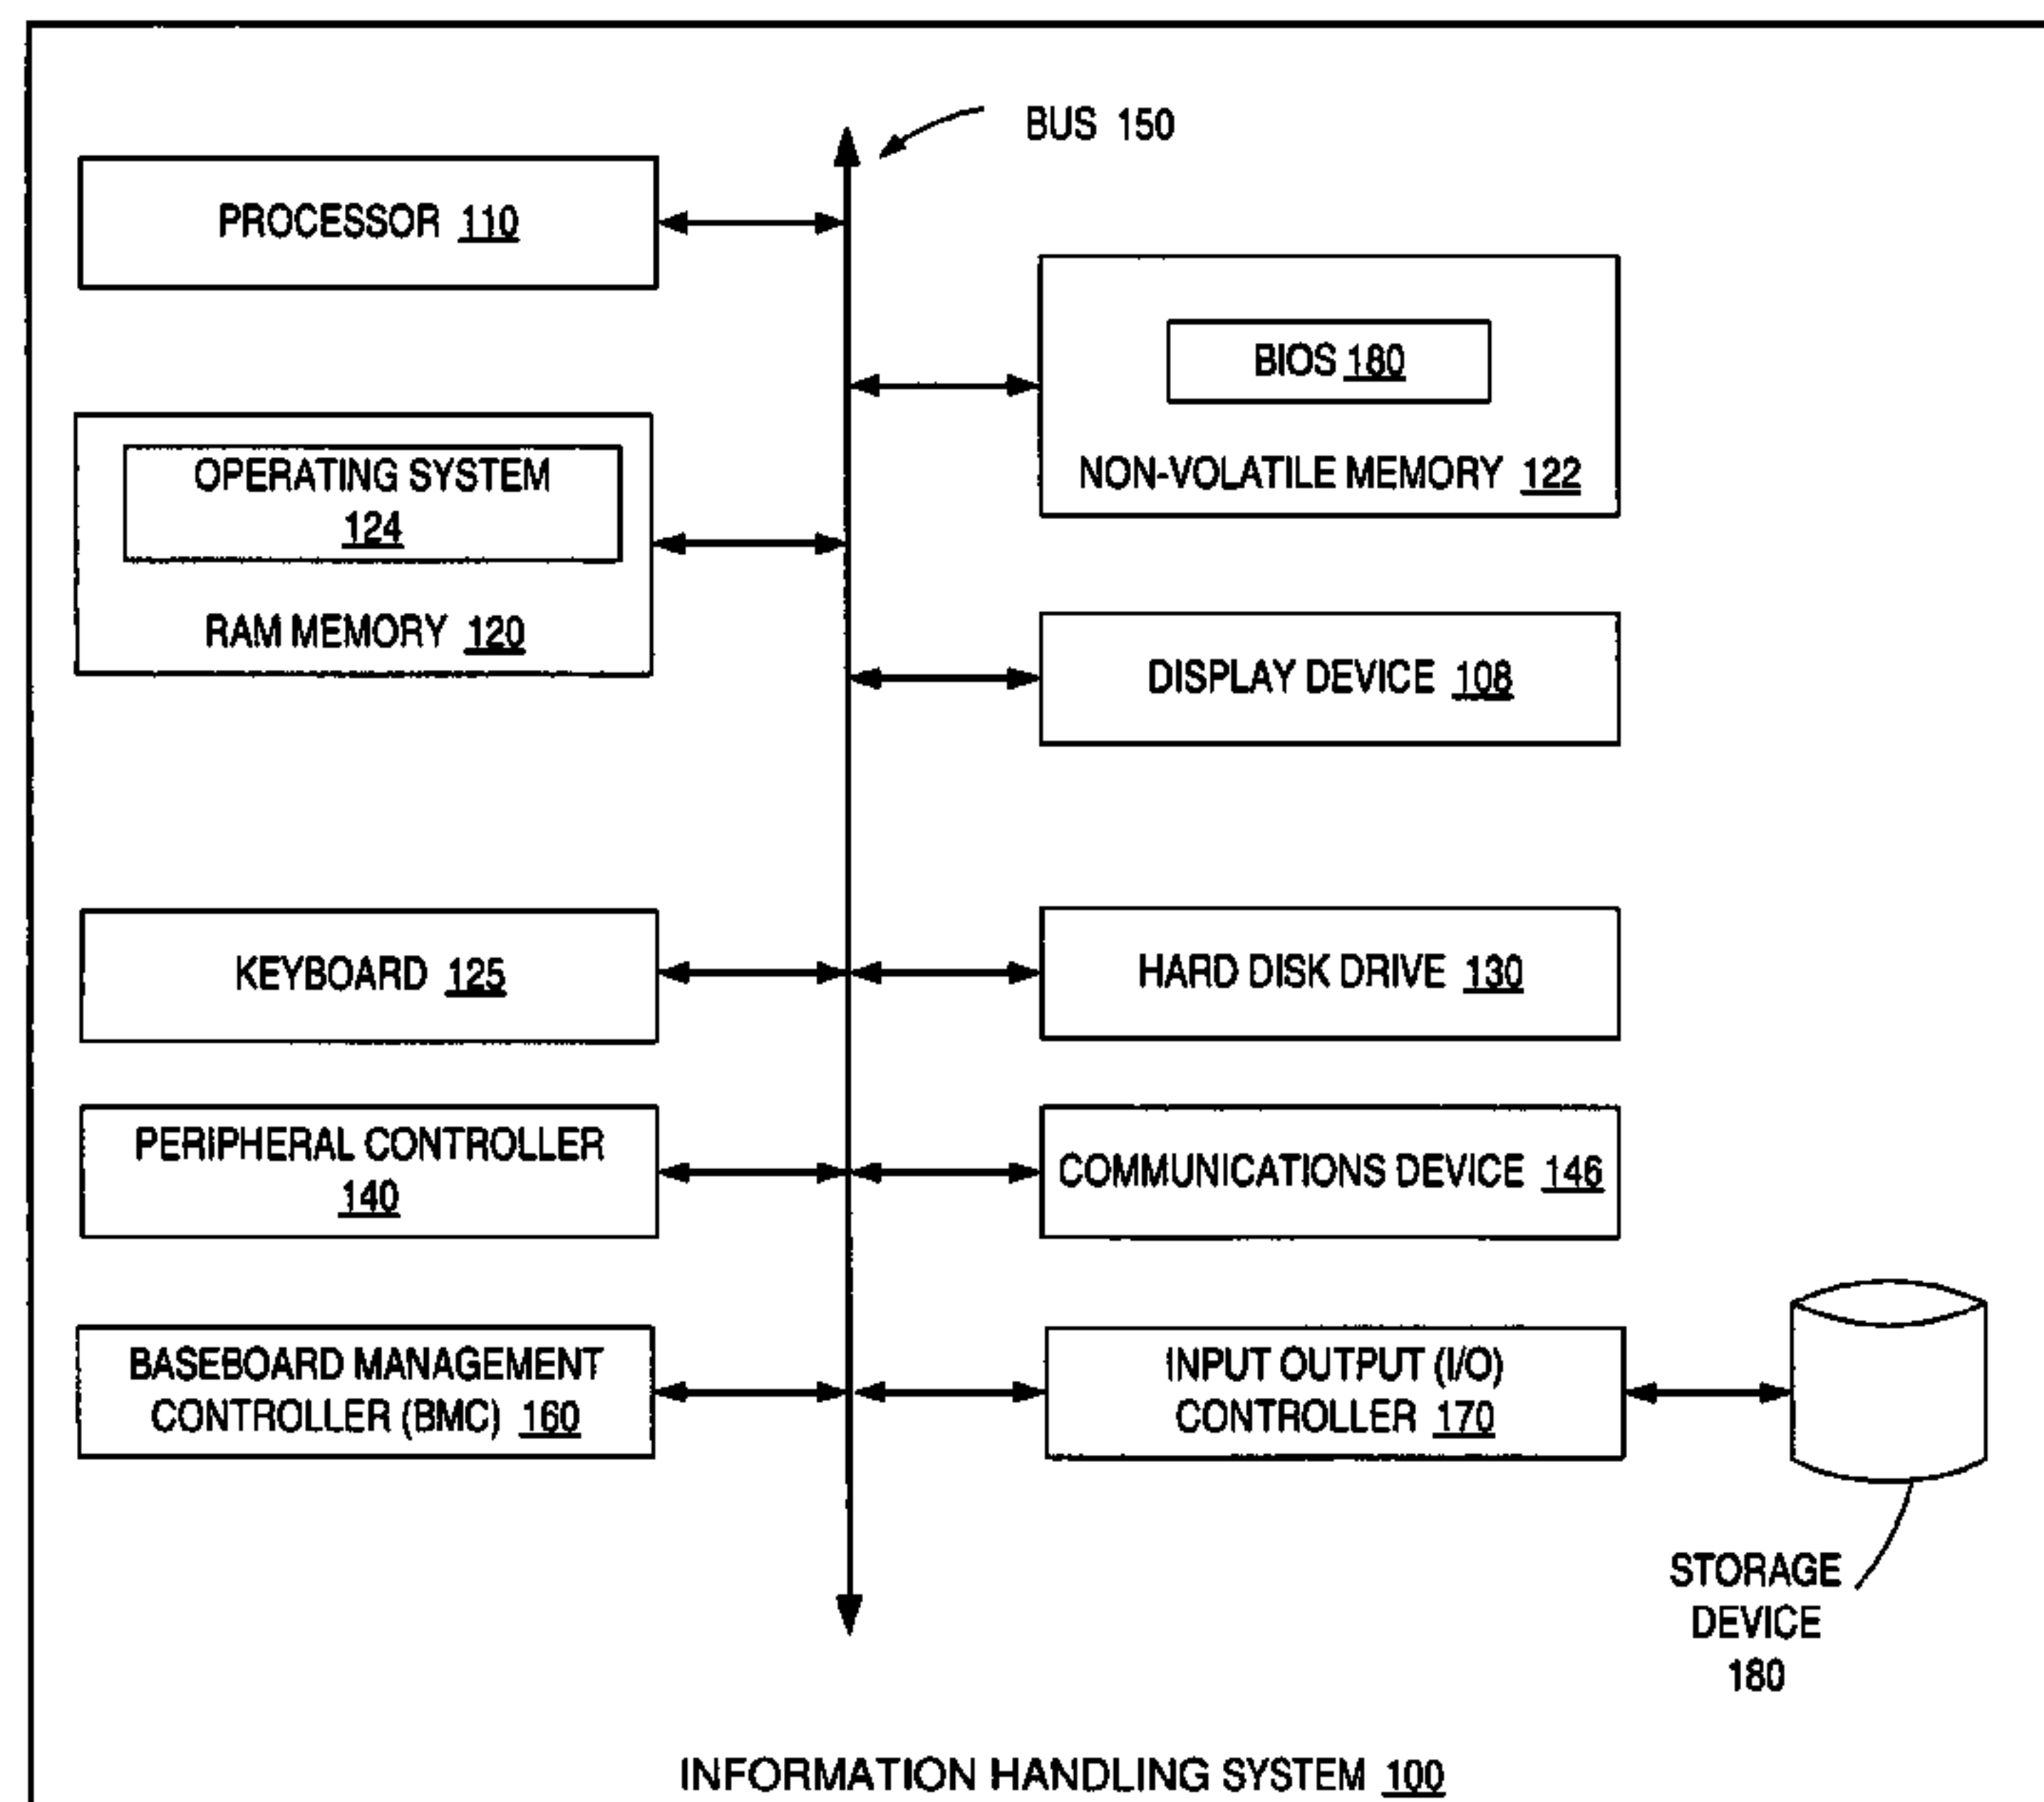 BUS 150
PROCESSOR 110
BIOS 180
NON-VOLATILE MEMORY 122
OPERATING SYSTEM
124
RAM MEMORY 120
DISPLAY DEVICE 108
KEYBOARD 125
HARD DISK DRIVE 130
PERIPHERAL CONTROLLER
140
COMMUNICATIONS DEVICE 146
BASEBOARD MANAGEMENT
CONTROLLER (BMC) 160
INPUT OUTPUT (I/O)
CONTROLLER 170
STORAGE
DEVICE
180
INFORMATION HANDLING SYSTEM 100